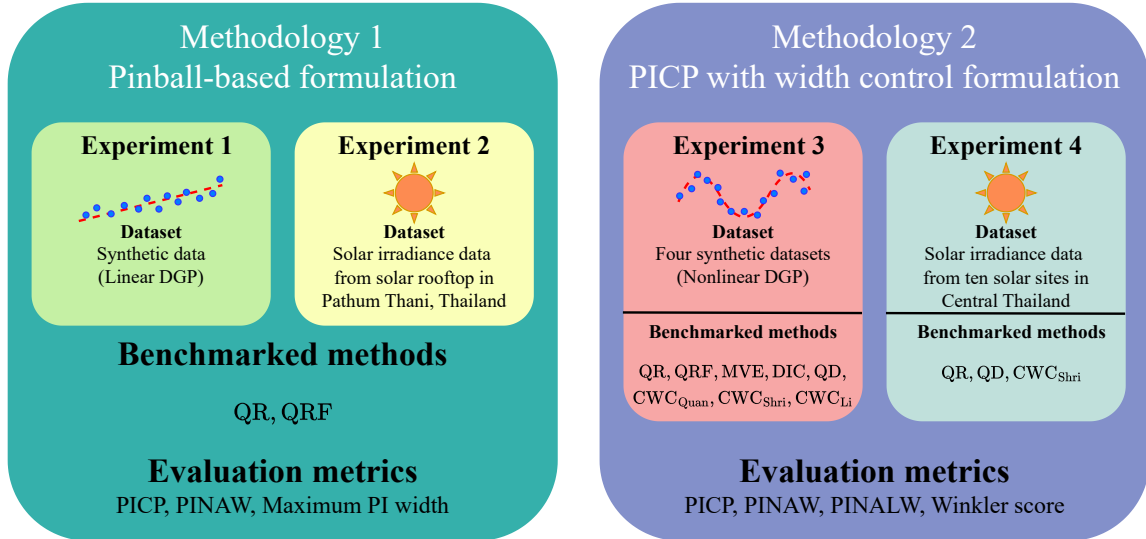 Methodology 1
Pinball-based formulation
Experiment 1
Dataset
Synthetic data
(Linear DGP)
Experiment 2
Dataset
Solar irradiance data
from solar rooftop in
Pathum Thani, Thailand
Benchmarked methods
QR, QRF
Evaluation metrics
PICP, PINAW, Maximum PI width
Methodology 2
PICP with width control formulation
Experiment 3
Dataset
Four synthetic datasets
(Nonlinear DGP)
Benchmarked methods
QR, QRF, MVE, DIC, QD,
CWC_Quan, CWC_Shri, CWC_Li
Experiment 4
Dataset
Solar irradiance data
from ten solar sites in
Central Thailand
Benchmarked methods
QR, QD, CWC_Shri
Evaluation metrics
PICP, PINAW, PINALW, Winkler score